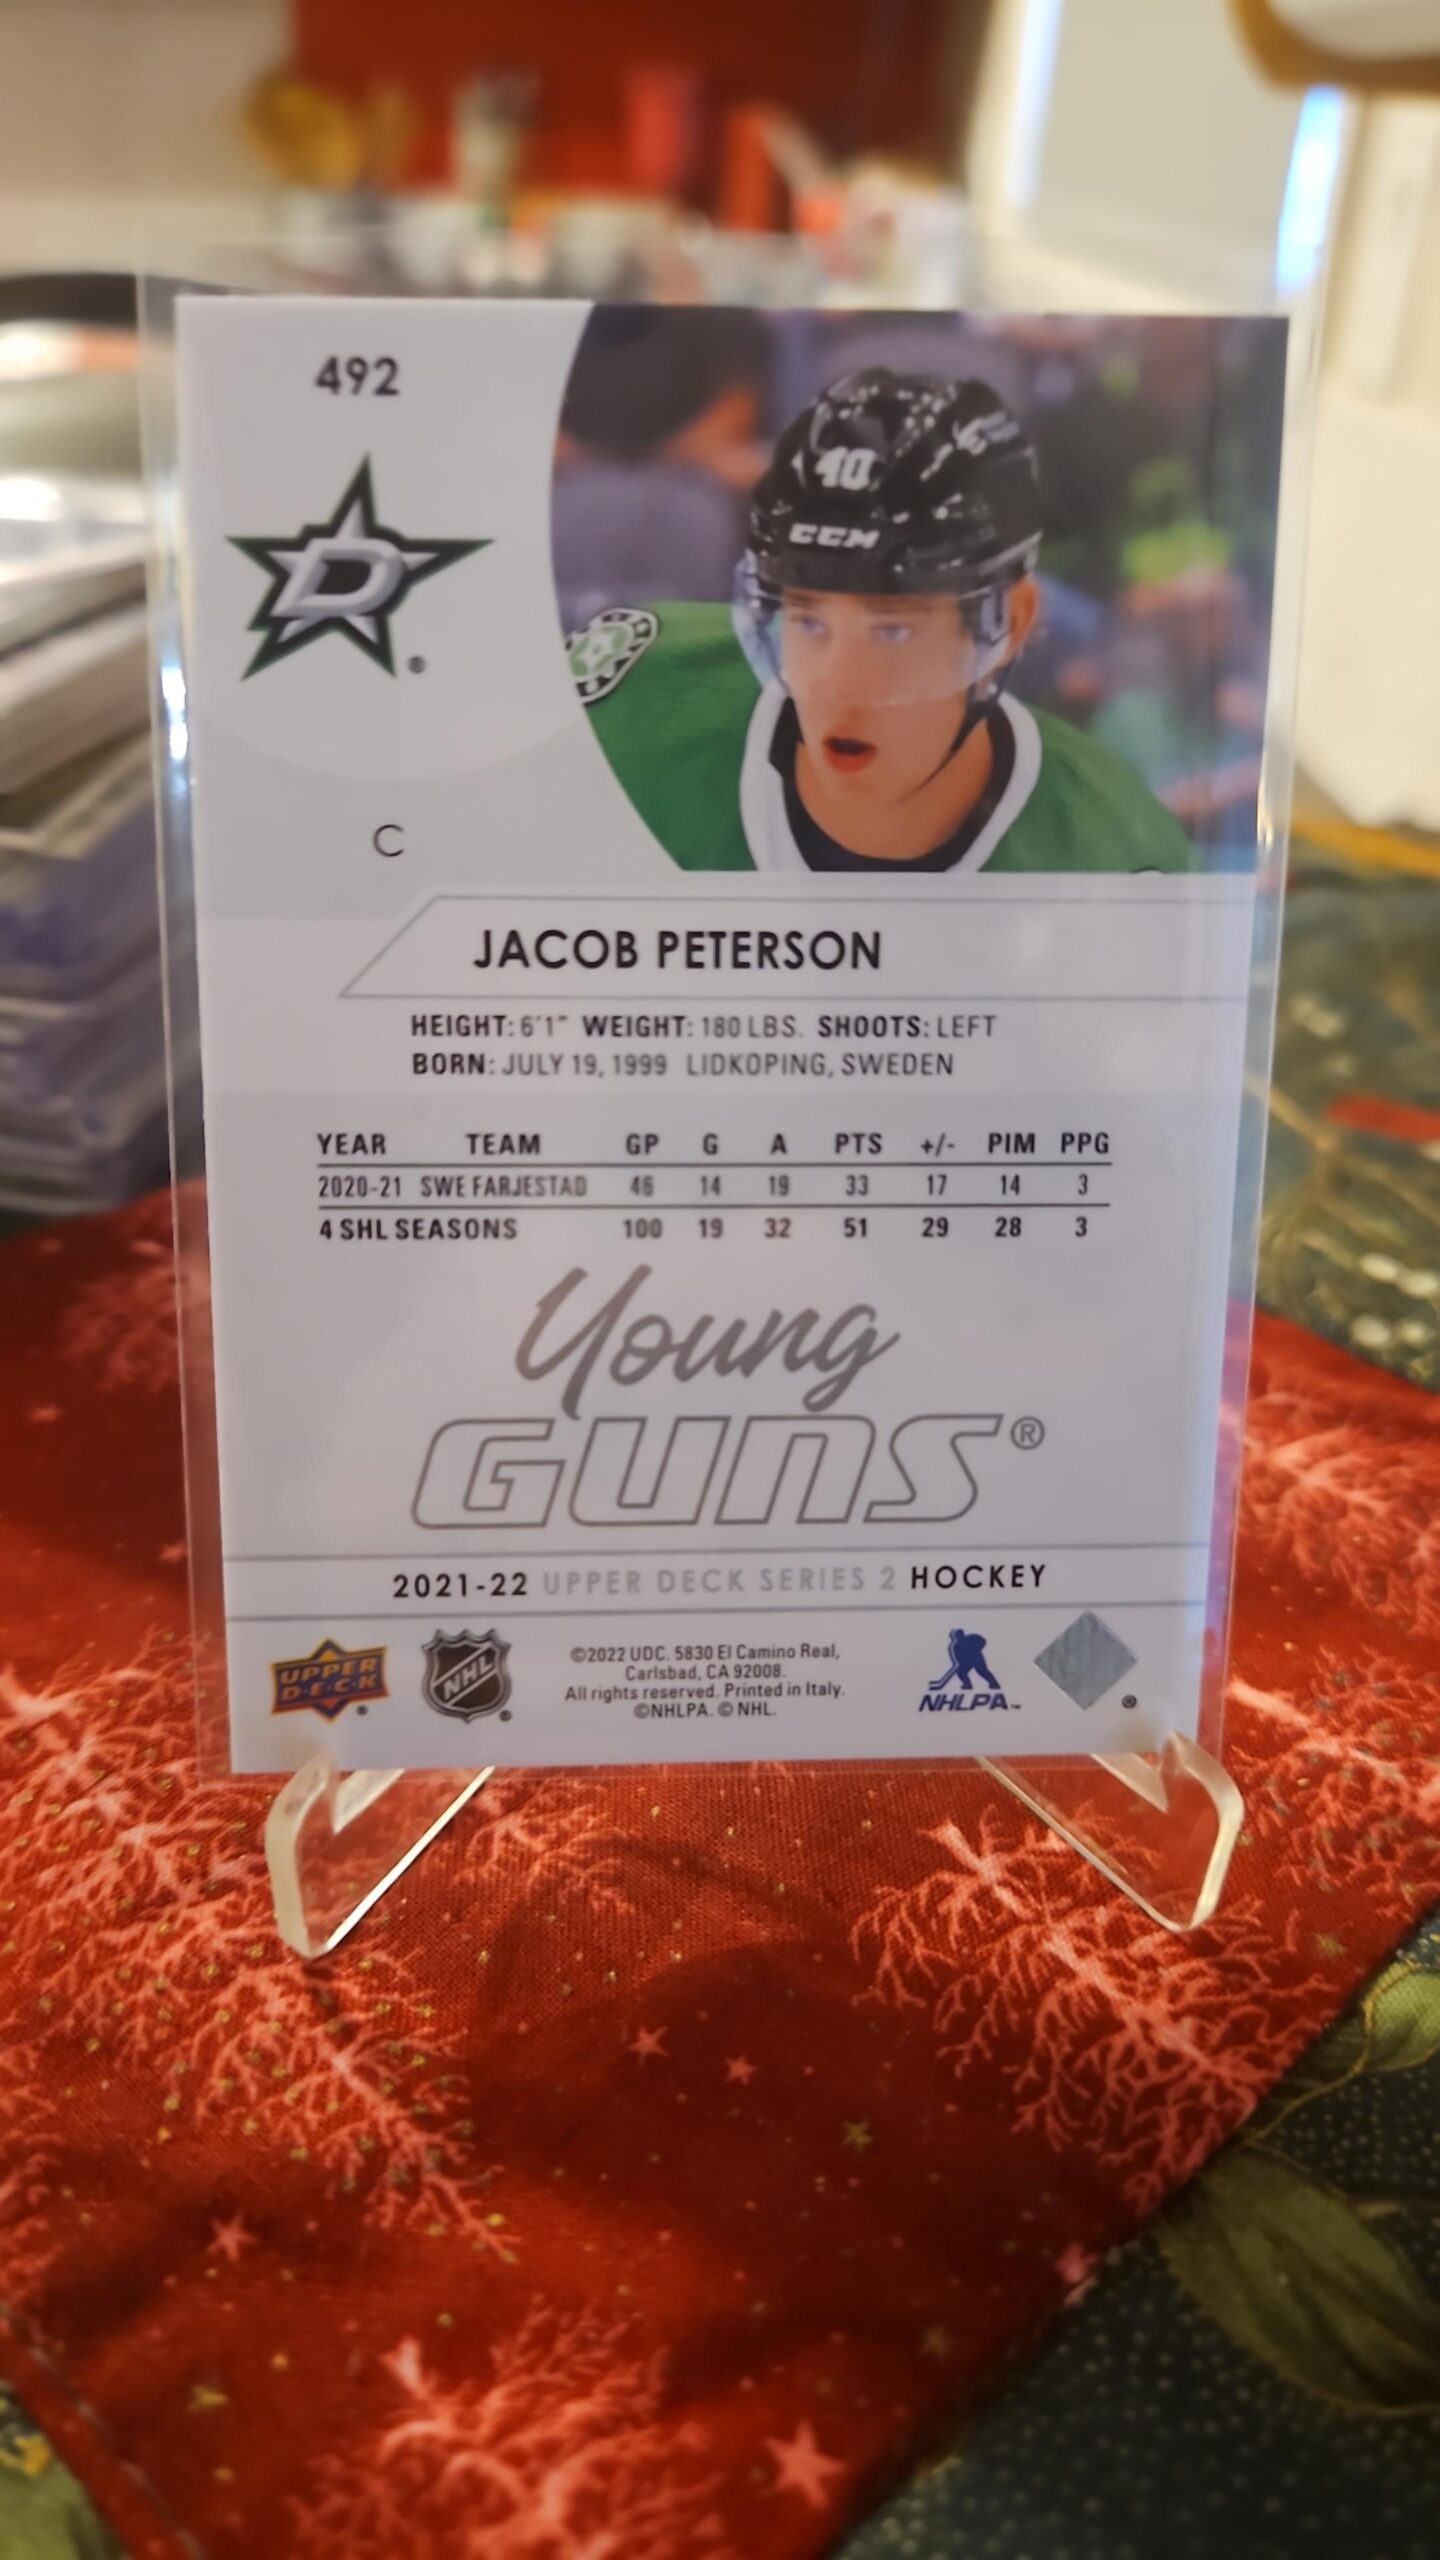 492
D®
40
CCM
C
JACOB PETERSON
HEIGHT: 6'1" WEIGHT: 180 LBS. SHOOTS: LEFT
BORN: JULY 19, 1999 LIDKOPING, SWEDEN
YEAR TEAM GP G A PTS +/- PIM PPG
2020-21 SWE FARJESTAD 46 14 19 33 17 14 3
4 SHL SEASONS 100 19 32 51 29 28 3
Young
GUNS®
2021-22 UPPER DECK SERIES 2 HOCKEY
UPPER
D·E·C·K®
NHL®
©2022 UDC. 5830 El Camino Real,
Carlsbad, CA 92008.
All rights reserved. Printed in Italy.
©NHLPA. © NHL.
NHLPA™
®